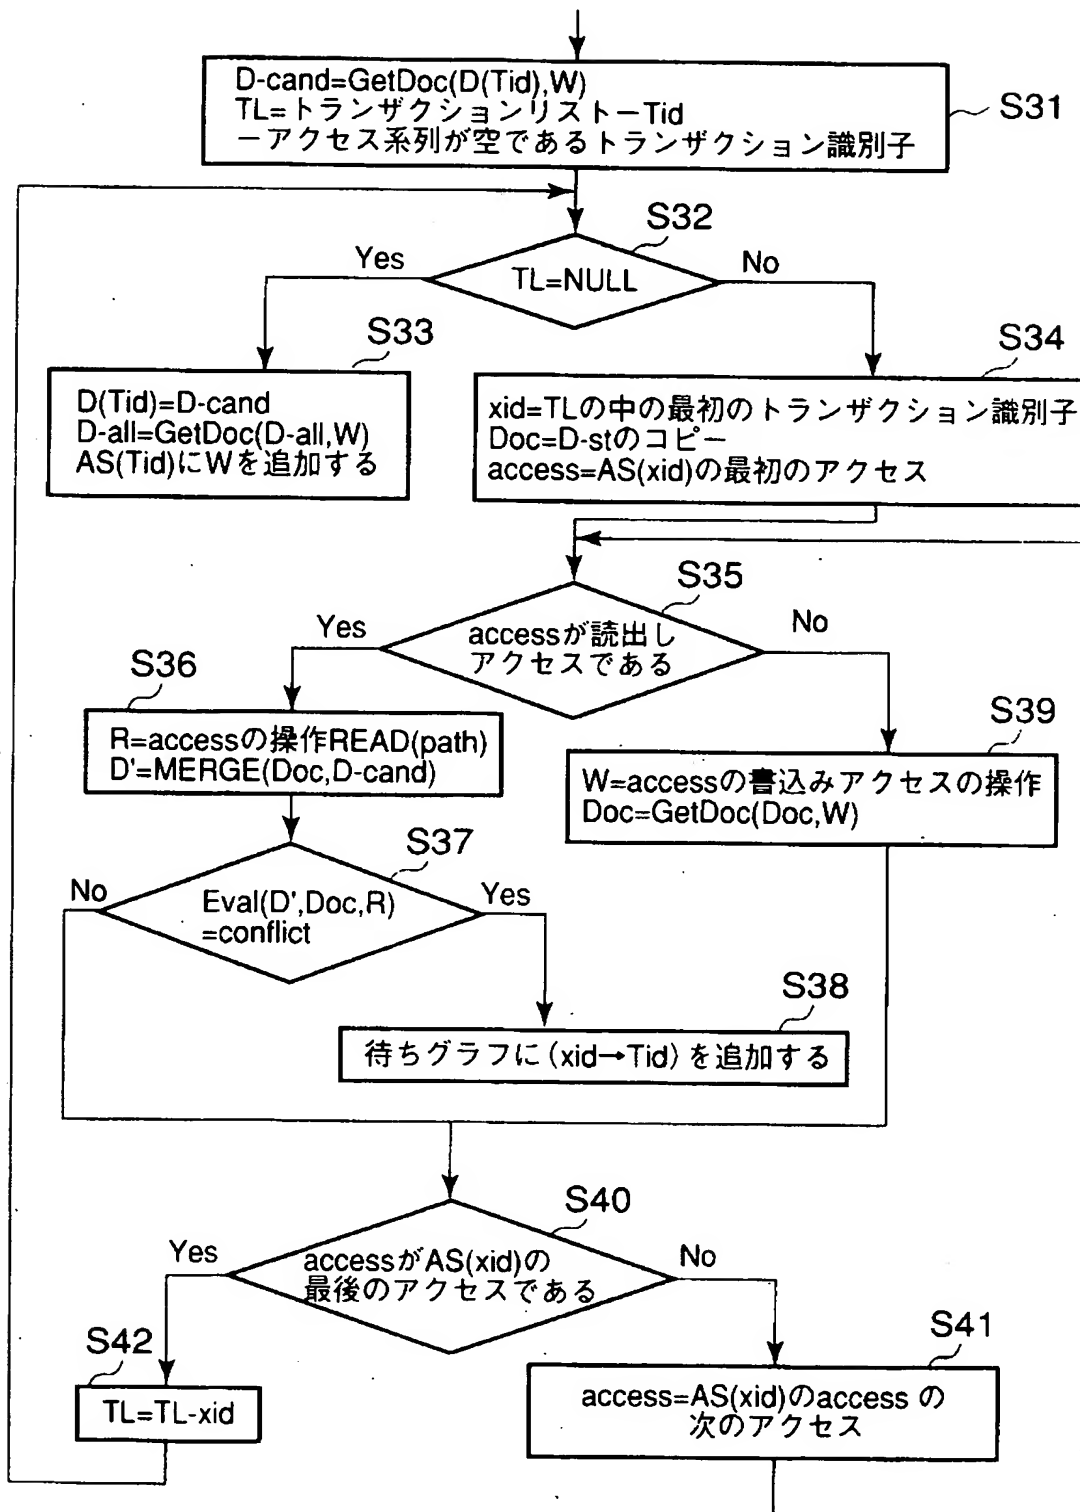 D-cand=GetDoc(D(Tid),W)
TL=トランザクションリスト－Tid
－アクセス系列が空であるトランザクション識別子
S31
S32
Yes
TL=NULL
No
S33
D(Tid)=D-cand
D-all=GetDoc(D-all,W)
AS(Tid)にWを追加する
S34
xid=TLの中の最初のトランザクション識別子
Doc=D-stのコピー
access=AS(xid)の最初のアクセス
S35
Yes
accessが読出し
アクセスである
No
S36
R=accessの操作READ(path)
D'=MERGE(Doc,D-cand)
S39
W=accessの書込みアクセスの操作
Doc=GetDoc(Doc,W)
S37
No
Eval(D',Doc,R)
=conflict
Yes
S38
待ちグラフに(xid→Tid)を追加する
S40
Yes
accessがAS(xid)の
最後のアクセスである
No
S42
TL=TL-xid
S41
access=AS(xid)のaccess の
次のアクセス